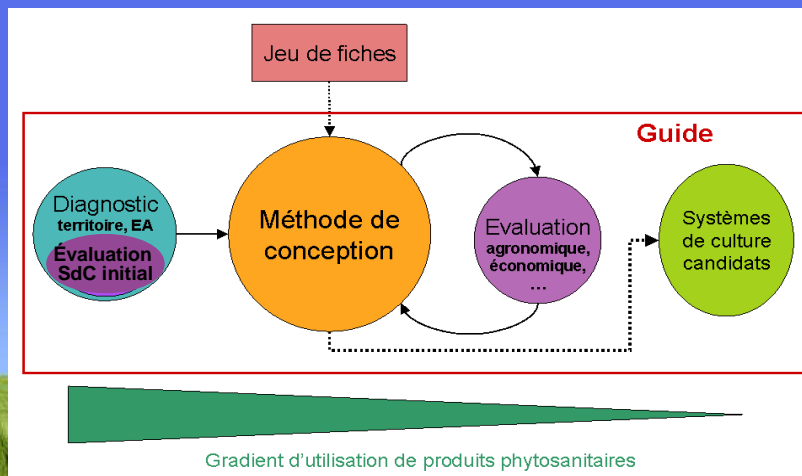 Jeu de fiches
Guide
Diagnostic
territoire, EA
Évaluation
SdC initial
Méthode de
conception
Evaluation
agronomique,
économique,
...
Systèmes
de culture
candidats
Gradient d'utilisation de produits phytosanitaires